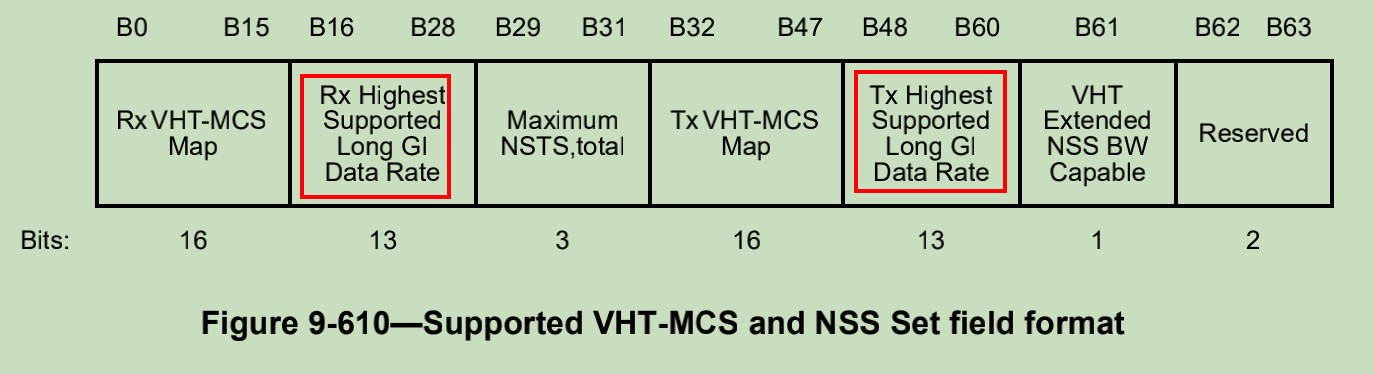 B0 B15 B16 B28 B29 B31 B32 B47 B48 B60 B61 B62 B63
Rx VHT-MCS
Map
Rx Highest
Supported
Long GI
Data Rate
Maximum
NSTS,total
Tx VHT-MCS
Map
Tx Highest
Supported
Long GI
Data Rate
VHT
Extended
NSS BW
Capable
Reserved
Bits: 16 13 3 16 13 1 2
Figure 9-610—Supported VHT-MCS and NSS Set field format